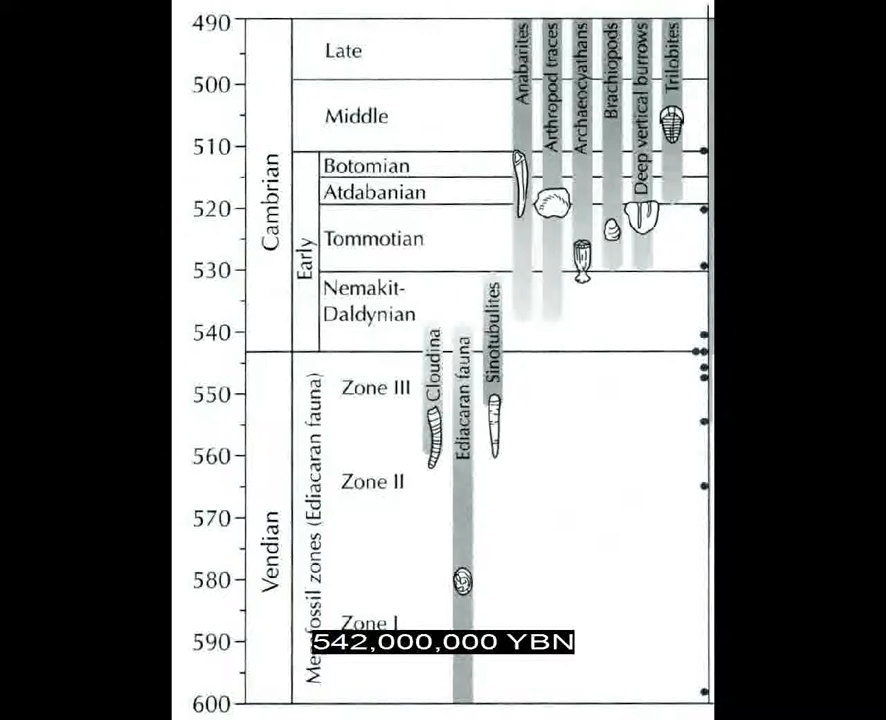 490
500
510
520
530
540
550
560
570
580
590
600
Cambrian
Vendian
Early
Late
Middle
Botomian
Atdabanian
Tommotian
Nemakit-
Daldynian
Zone III
Zone II
Zone I
fossil zones (Ediacaran fauna)
Cloudina
Ediacaran fauna
Sinotubulites
Anabarites
Arthropod traces
Archaeocyathans
Brachiopods
Deep vertical burrows
Trilobites
542,000,000 YBN